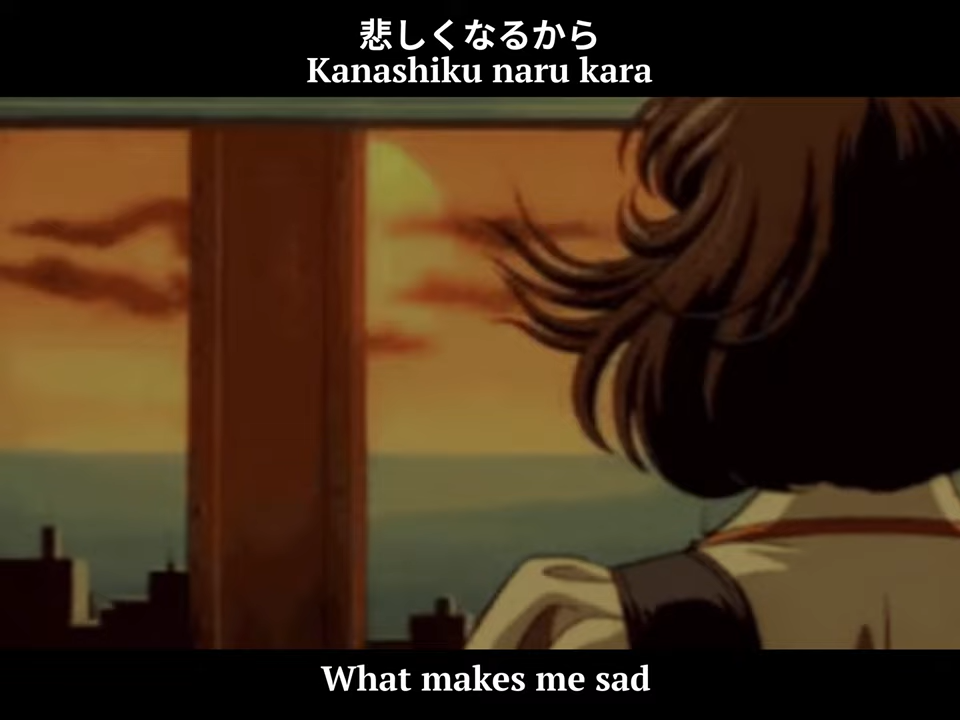 悲しくなるから
Kanashiku naru kara
What makes me sad